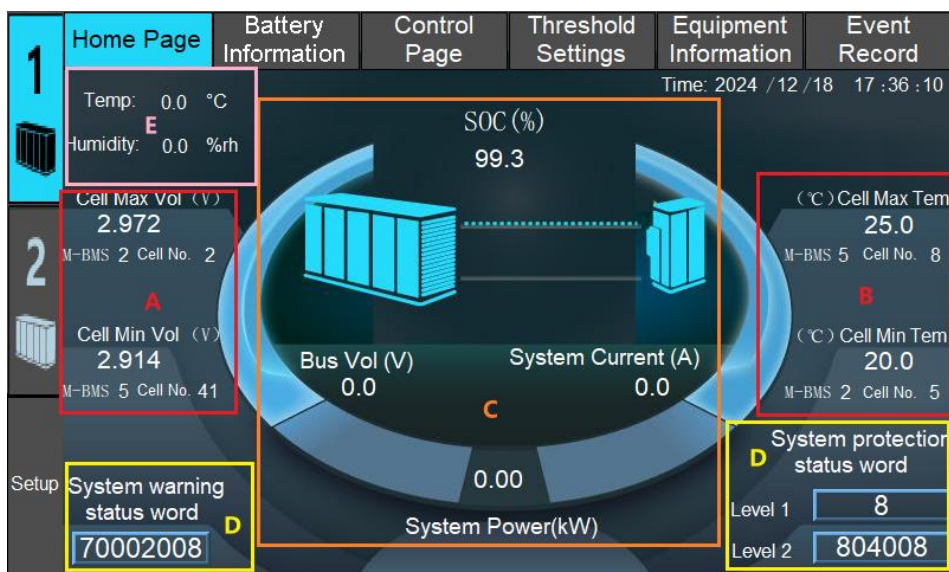 1
Home Page
Battery
Information
Control
Page
Threshold
Settings
Equipment
Information
Event
Record
Time: 2024 /12 /18 17 :36 :10
Temp: 0.0 °C
E
Humidity: 0.0 %rh
SOC (%)
99.3
Cell Max Vol (V)
2.972
M-BMS 2 Cell No. 2
A
Cell Min Vol (V)
2.914
M-BMS 5 Cell No. 41
2
(℃) Cell Max Tem
25.0
M-BMS 5 Cell No. 8
B
(℃) Cell Min Tem
20.0
M-BMS 2 Cell No. 5
Bus Vol (V)
0.0
System Current (A)
0.0
C
0.00
System Power(kW)
Setup
System warning
status word
D
70002008
System protection
D
status word
Level 1 8
Level 2 804008